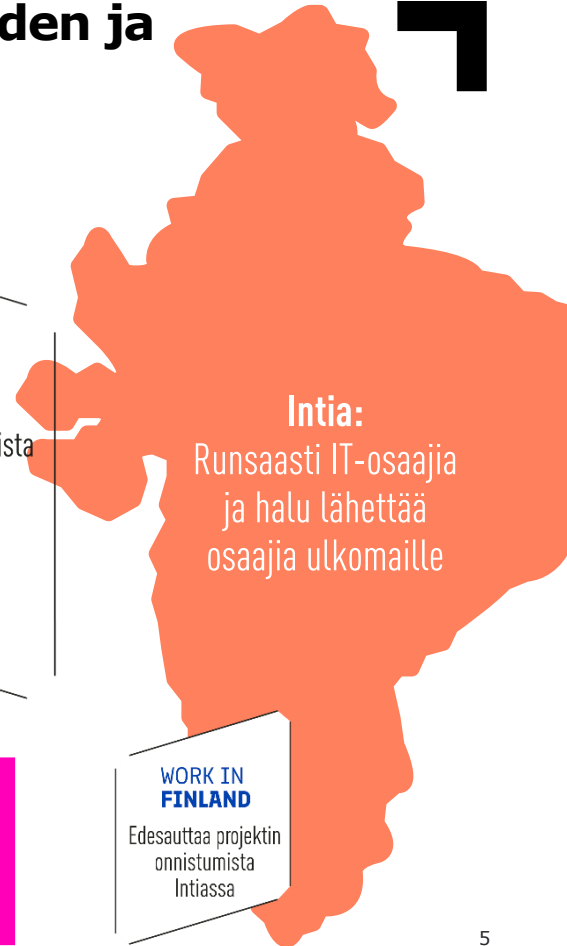 den ja
Intia:
Runsaasti IT-osaajia
ja halu lähettää
osaajia ulkomaille
ista
WORK IN
FINLAND
Edesauttaa projektin
onnistumista
Intiassa
5